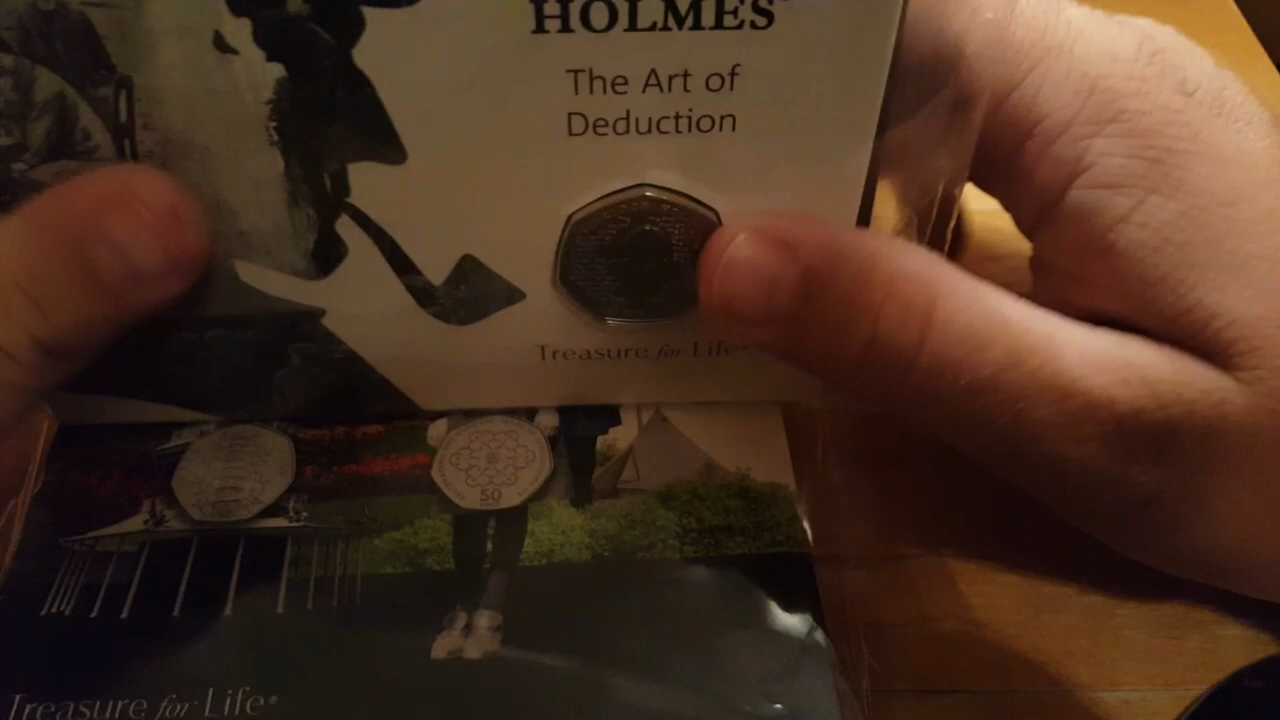 HOLMES
The Art of
Deduction
Treasure for Life
50
Treasure for Life®